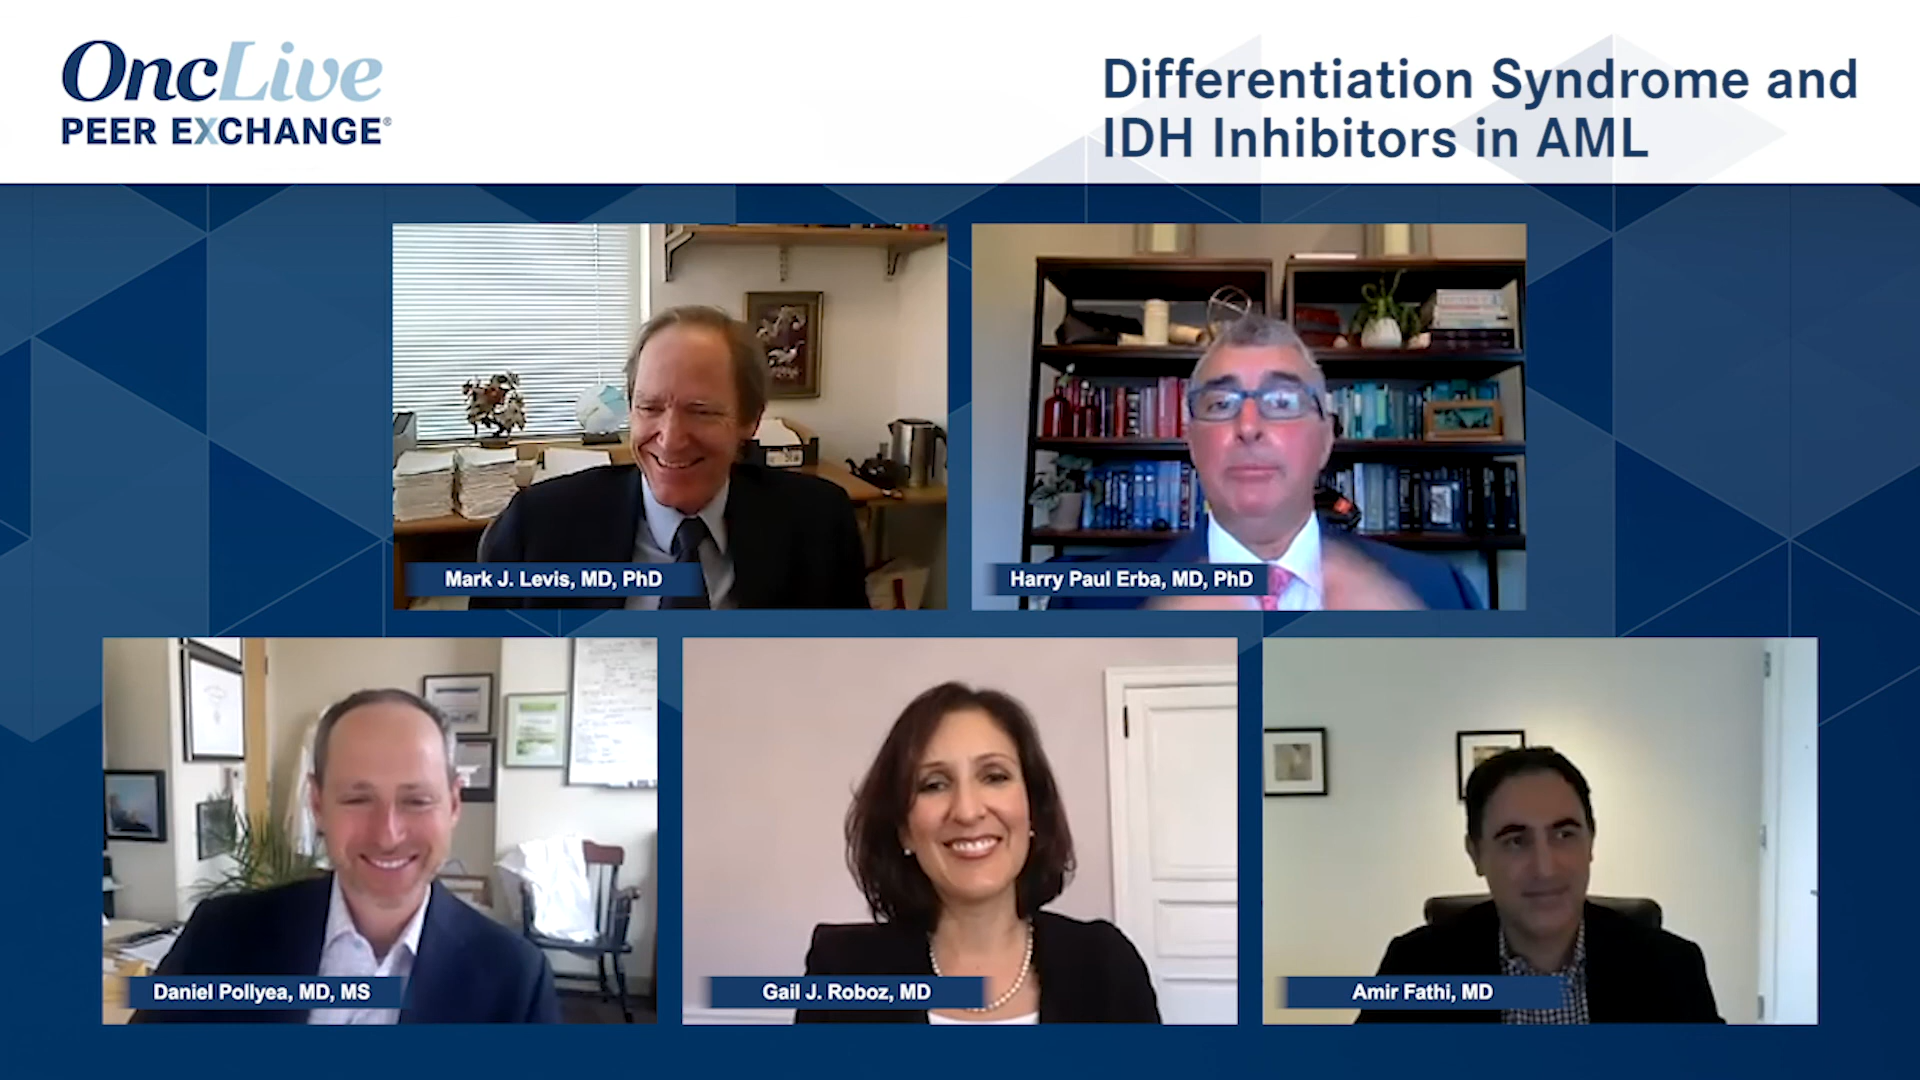 OncLive
PEER EXCHANGE®
Differentiation Syndrome and
IDH Inhibitors in AML
Mark J. Levis, MD, PhD
Harry Paul Erba, MD, PhD
Daniel Pollyea, MD, MS
Gail J. Roboz, MD
Amir Fathi, MD